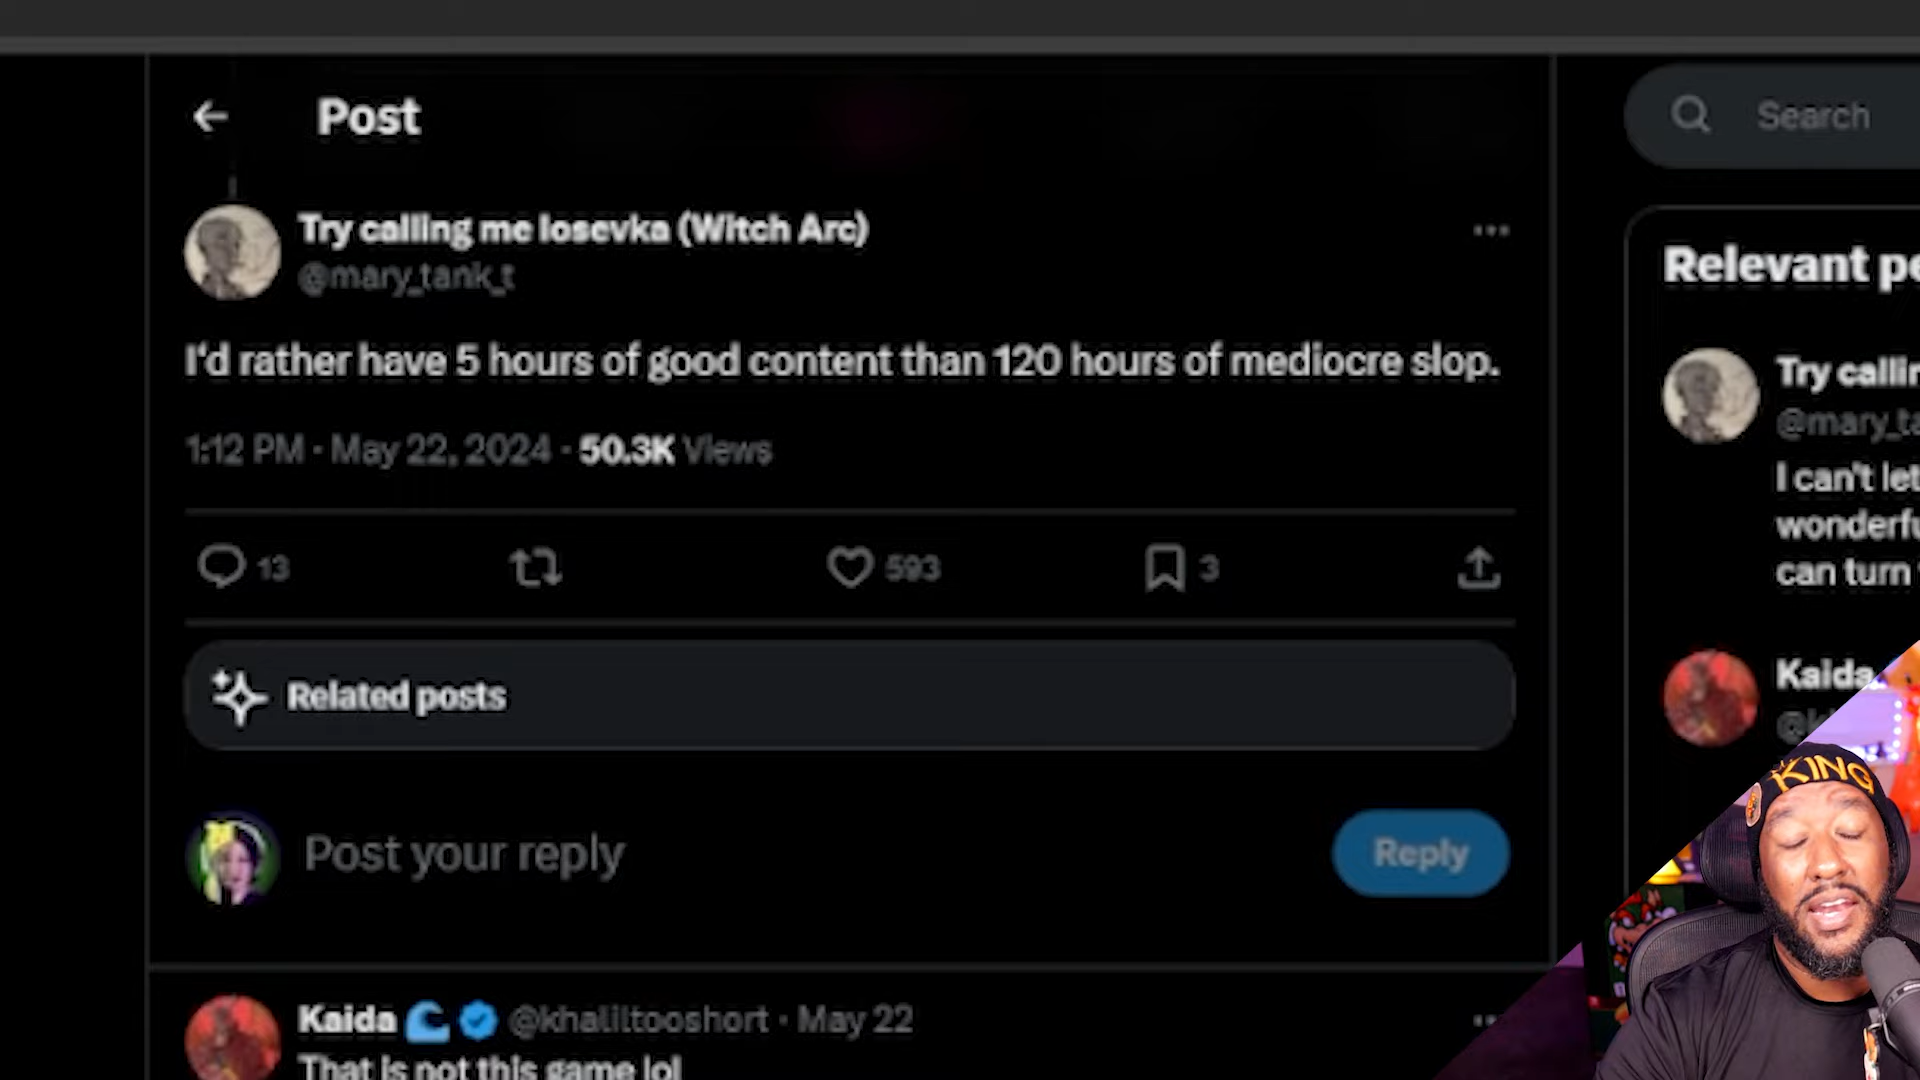 Post
Search
Try calling me Iosevka (Witch Arc)
@mary_tank_t
I'd rather have 5 hours of good content than 120 hours of mediocre slop.
1:12 PM · May 22, 2024 · 50.3K Views
13
593
3
Related posts
Post your reply
Reply
Kaida @khaliltooshort · May 22
That is not this game lol
Relevant pe
Try callin
@mary_ta
I can't let
wonderfu
can turn
Kaida
KING